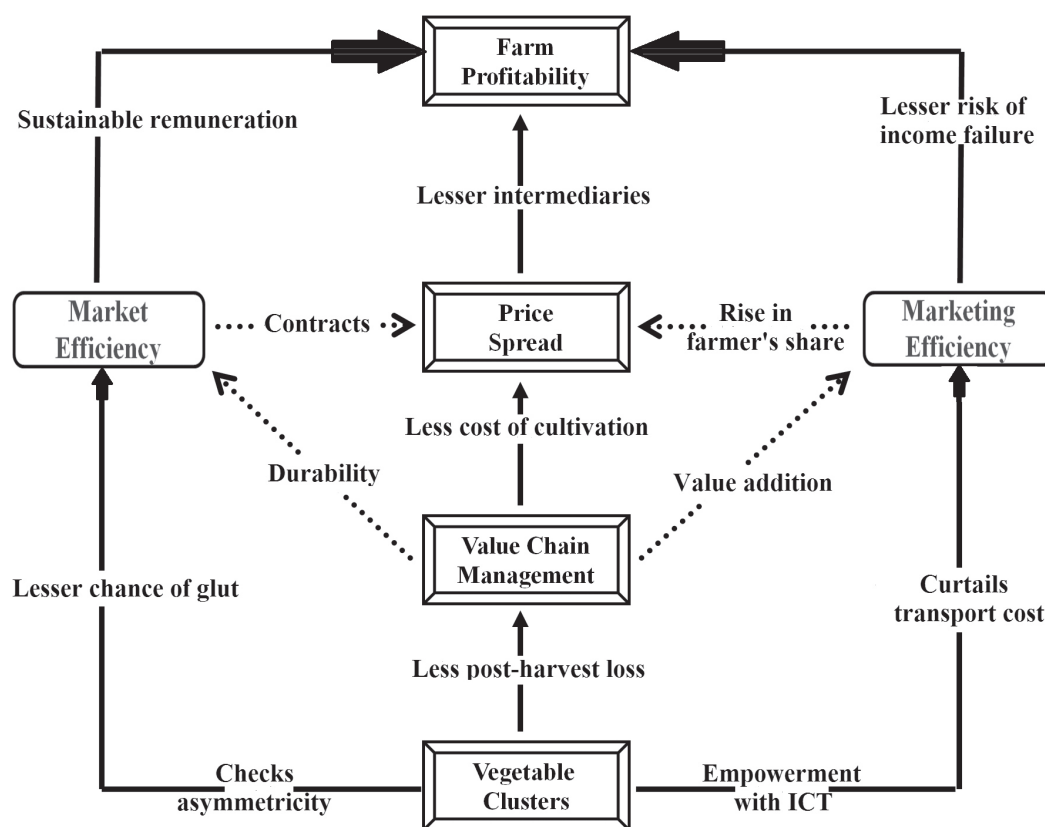 Farm
Profitability
Sustainable remuneration
Lesser risk of
income failure
Lesser intermediaries
Market
Efficiency
Contracts
Price
Spread
Rise in
farmer's share
Marketing
Efficiency
Less cost of cultivation
Durability
Value addition
Value Chain
Management
Lesser chance of glut
Curtails
transport cost
Less post-harvest loss
Checks
asymmetricity
Vegetable
Clusters
Empowerment
with ICT